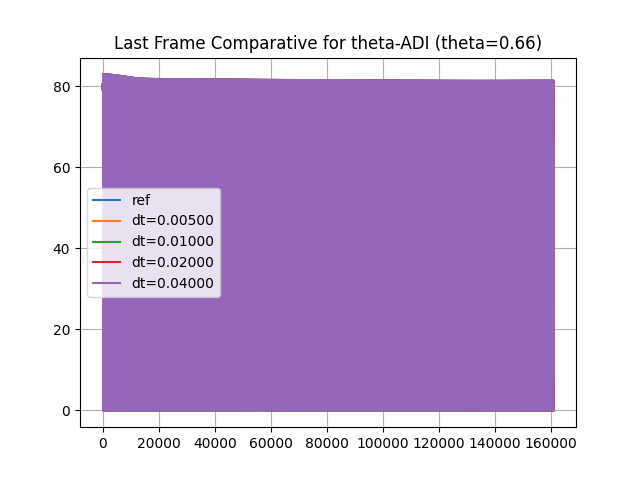 Last Frame Comparative for theta-ADI (theta=0.66)
80
60
40
20
0
ref
dt=0.00500
dt=0.01000
dt=0.02000
dt=0.04000
0 20000 40000 60000 80000 100000 120000 140000 160000